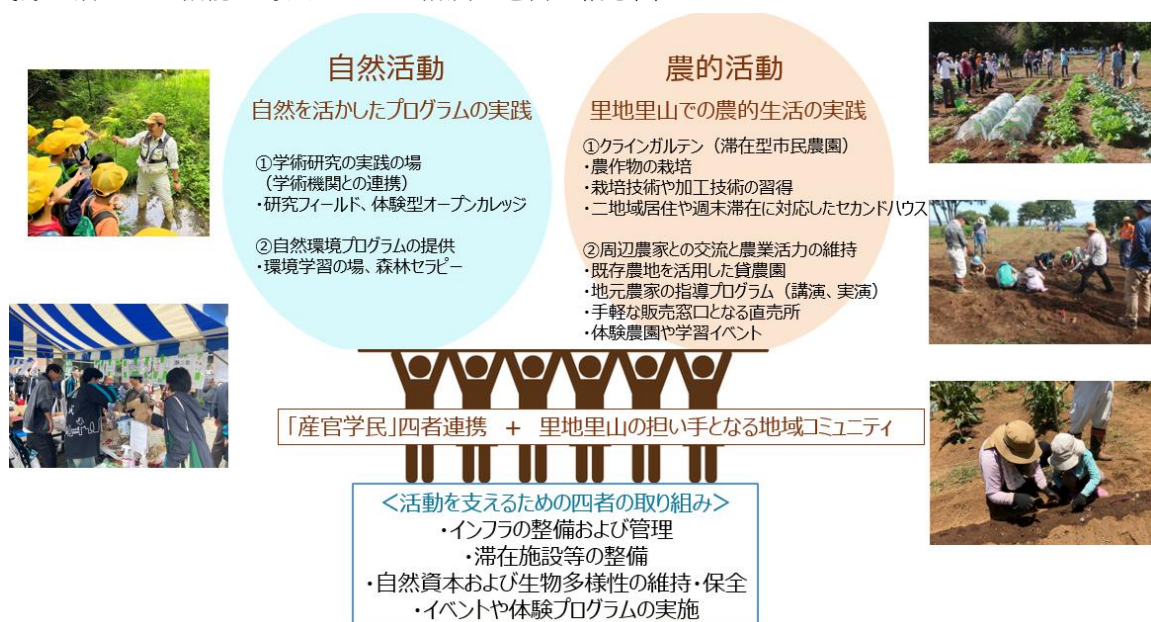 自然活動
自然を活かしたプログラムの実践
①学術研究の実践の場
(学術機関との連携)
・研究フィールド、体験型オープンカレッジ
②自然環境プログラムの提供
・環境学習の場、森林セラピー
農的活動
里地里山での農的生活の実践
①クラインガルテン（滞在型市民農園）
・農作物の栽培
・栽培技術や加工技術の習得
・二地域居住や週末滞在に対応したセカンドハウス
②周辺農家との交流と農業活力の維持
・既存農地を活用した貸農園
・地元農家の指導プログラム（講演、実演）
・手軽な販売窓口となる直売所
・体験農園や学習イベント
「産官学民」四者連携 + 里地里山の担い手となる地域コミュニティ
＜活動を支えるための四者の取り組み＞
・インフラの整備および管理
・滞在施設等の整備
・自然資本および生物多様性の維持・保全
・イベントや体験プログラムの実施